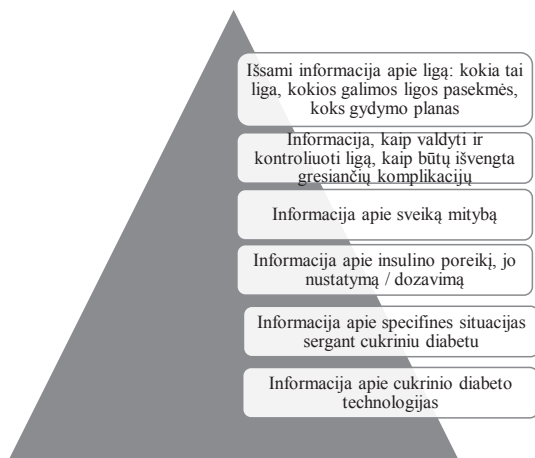 Išsami informacija apie ligą: kokia tai
liga, kokios galimos ligos pasekmės,
koks gydymo planas
Informacija, kaip valdyti ir
kontroliuoti ligą, kaip būtų išvengta
gresiančių komplikacijų
Informacija apie sveiką mitybą
Informacija apie insulino poreikį, jo
nustatymą / dozavimą
Informacija apie specifines situacijas
sergant cukriniu diabetu
Informacija apie cukrinio diabeto
technologijas